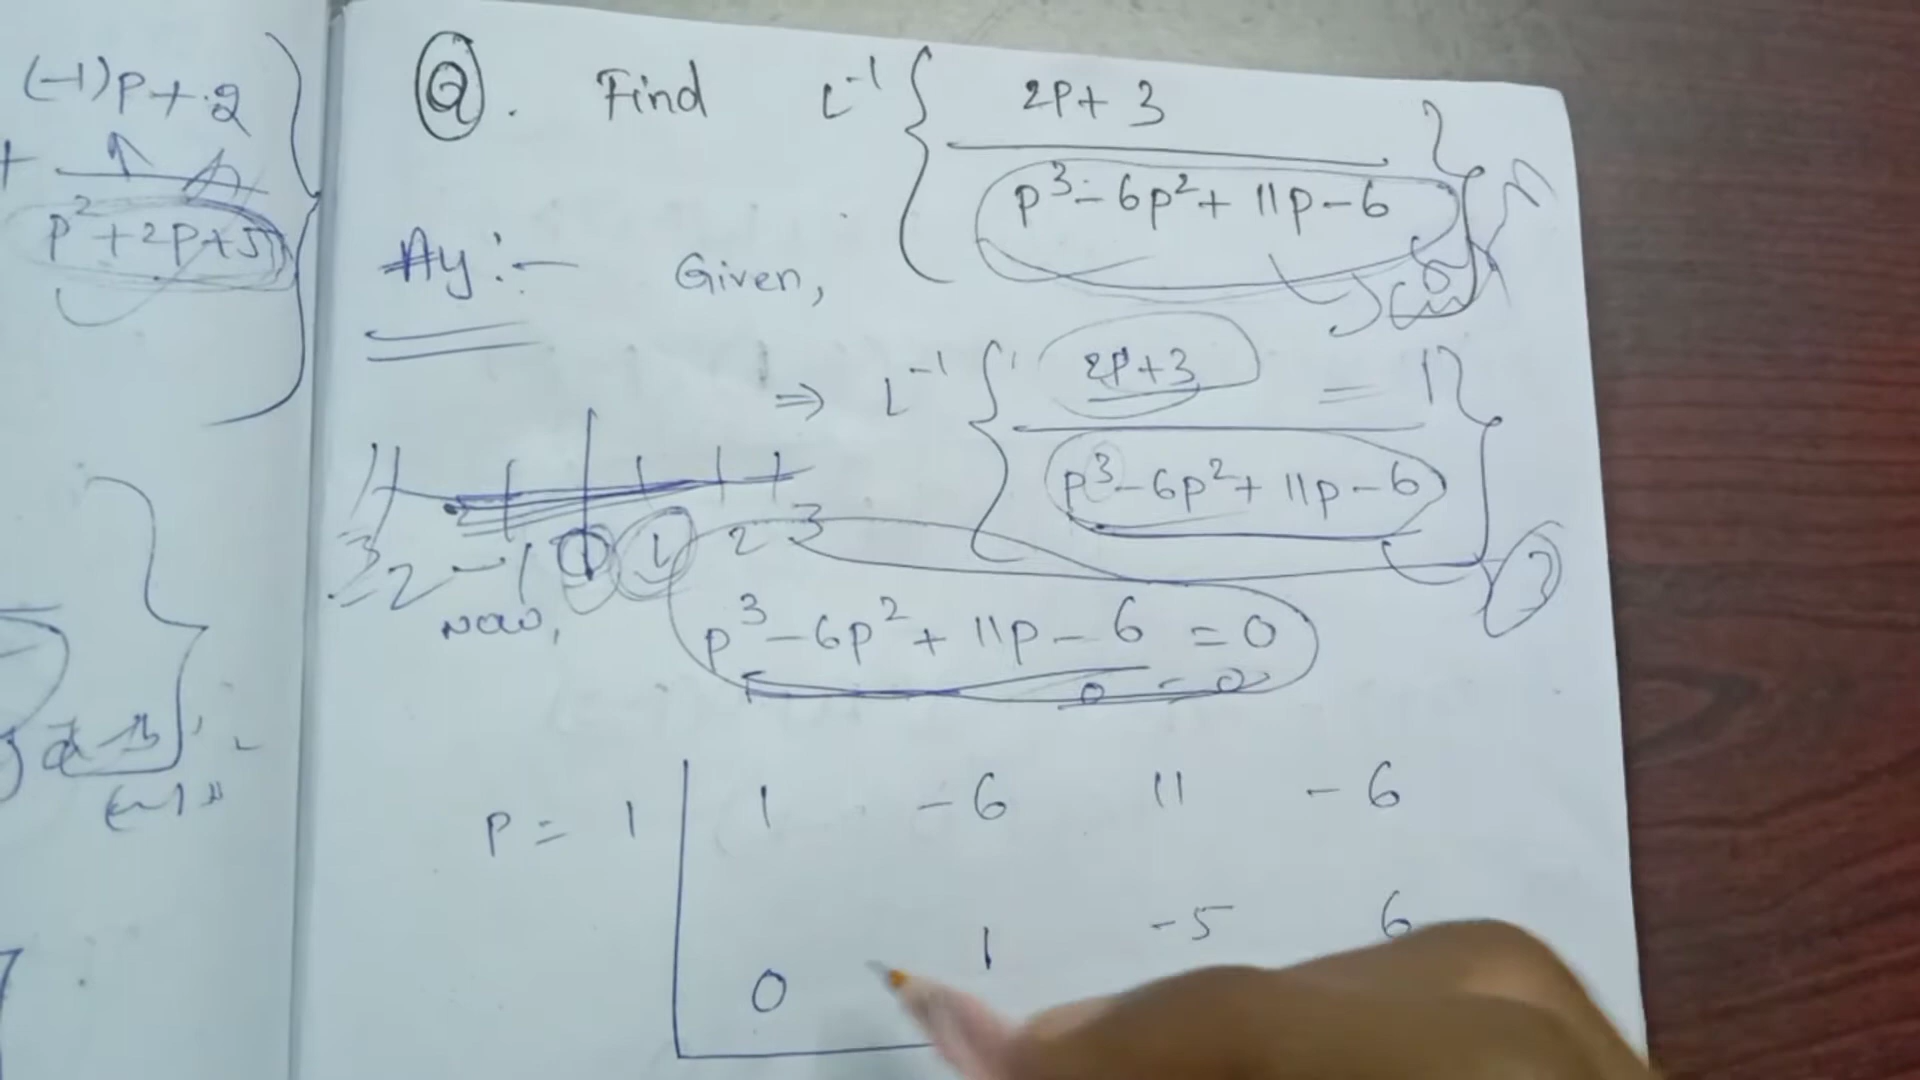 (-1)p+2
+
p²+2p+5
Q. Find L⁻¹ { 2p+3
p³-6p²+11p-6 }
:- Given,
⇒ L⁻¹ { 2p+3
p³-6p²+11p-6 }
-2 -1 0 1 2 3
Now,
p³-6p²+11p-6 = 0
0 = 0
p = 1 | 1 -6 11 -6
0 1 -5 6